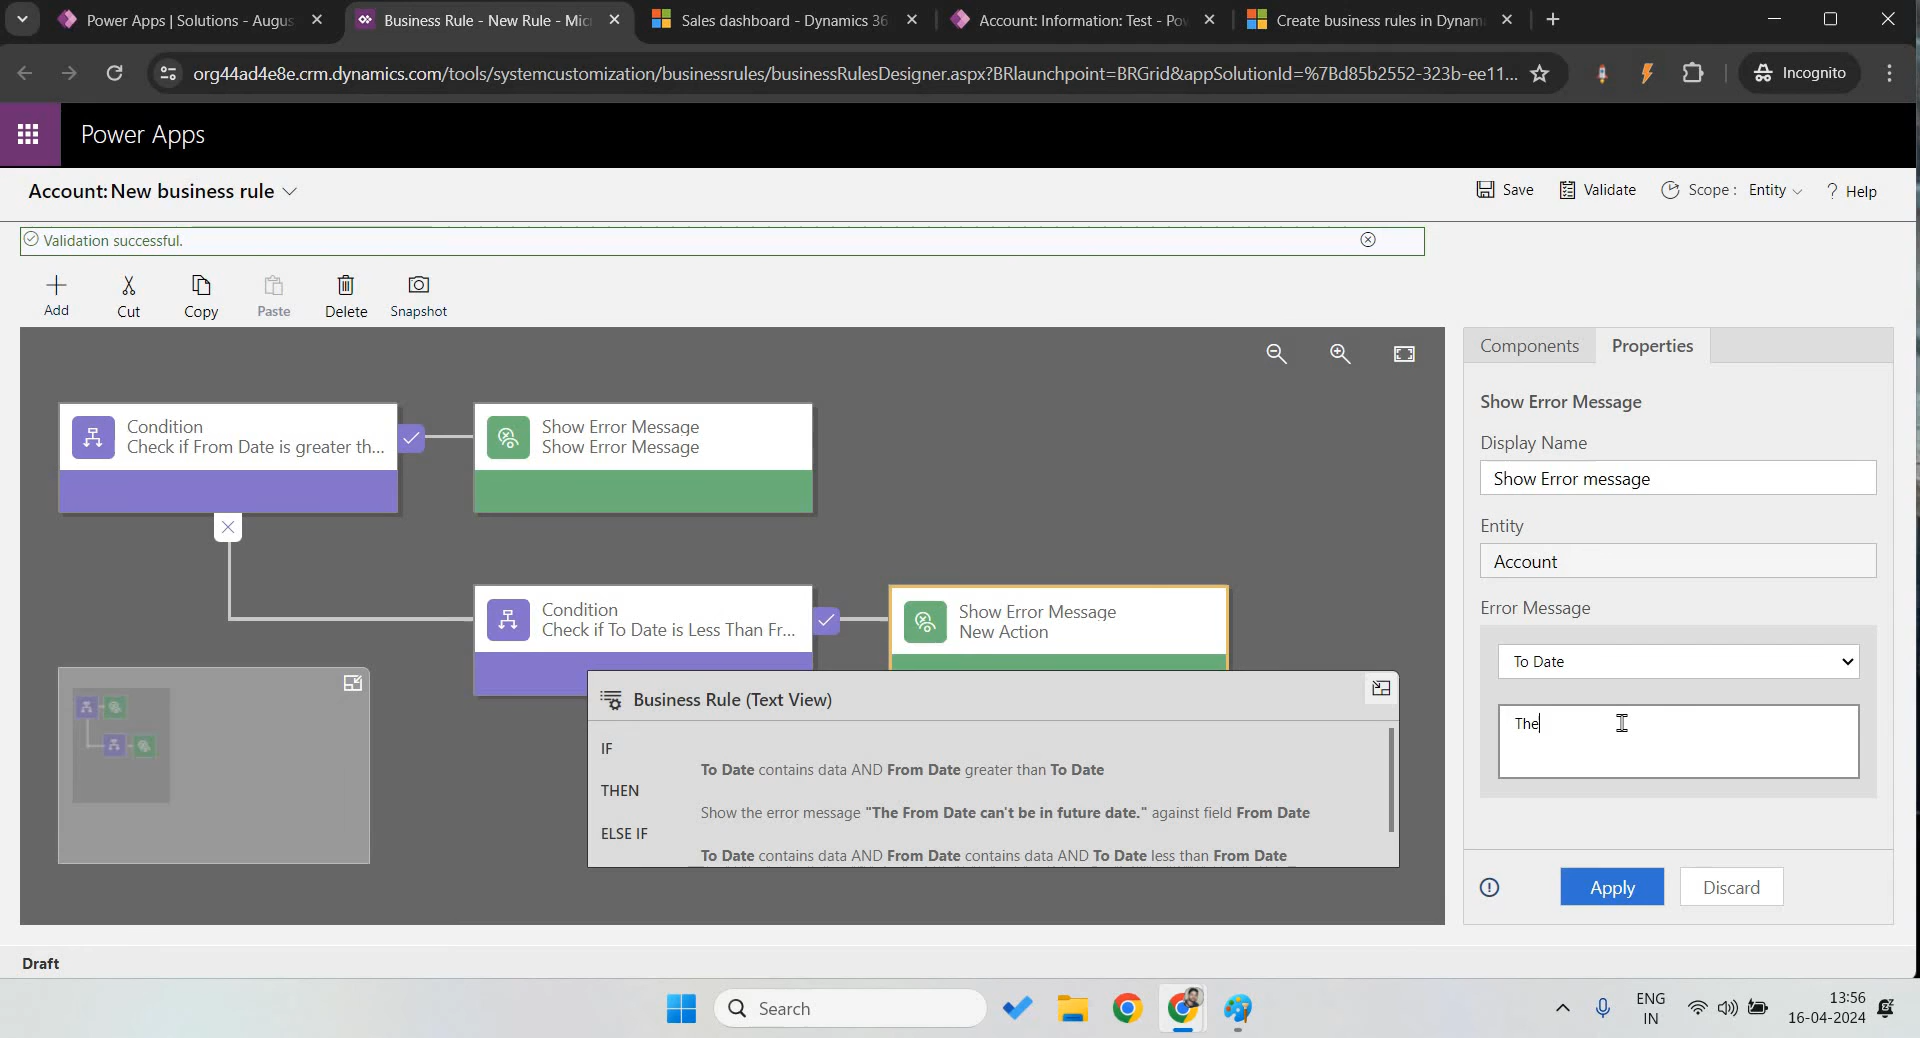 Power Apps | Solutions - Augus
Business Rule - New Rule - Mic
Sales dashboard - Dynamics 36
Account: Information: Test - Po
Create business rules in Dynam
org44ad4e8e.crm.dynamics.com/tools/systemcustomization/businessrules/businessRulesDesigner.aspx?BRlaunchpoint=BRGrid&appSolutionId=%7Bd85b2552-323b-ee11...
Incognito
Power Apps
Account: New business rule
Save
Validate
Scope :
Entity
? Help
Validation successful.
Add
Cut
Copy
Paste
Delete
Snapshot
Components
Properties
Condition
Check if From Date is greater th...
Show Error Message
Show Error Message
Condition
Check if To Date is Less Than Fr...
Show Error Message
New Action
Business Rule (Text View)
IF
To Date contains data AND From Date greater than To Date
THEN
Show the error message "The From Date can't be in future date." against field From Date
ELSE IF
To Date contains data AND From Date contains data AND To Date less than From Date
Show Error Message
Display Name
Show Error message
Entity
Account
Error Message
To Date
The
Apply
Discard
Draft
Search
ENG
IN
13:56
16-04-2024